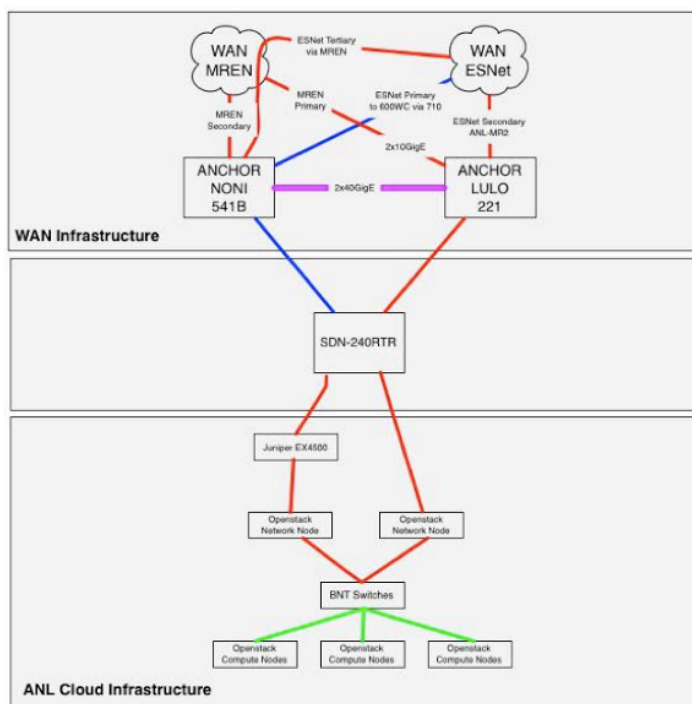 WAN
MREN
ESNet Tertiary
via MREN
WAN
ESNet
MREN
Secondary
MREN
Primary
ESNet Primary
to 600WC via 710
ESNet Secondary
ANL-MR2
2x10GigE
ANCHOR
NONI
541B
2x40GigE
ANCHOR
LULO
221
WAN Infrastructure
SDN-240RTR
Juniper EX4500
Openstack
Network Node
Openstack
Network Node
BNT Switches
Openstack
Compute Nodes
Openstack
Compute Nodes
Openstack
Compute Nodes
ANL Cloud Infrastructure